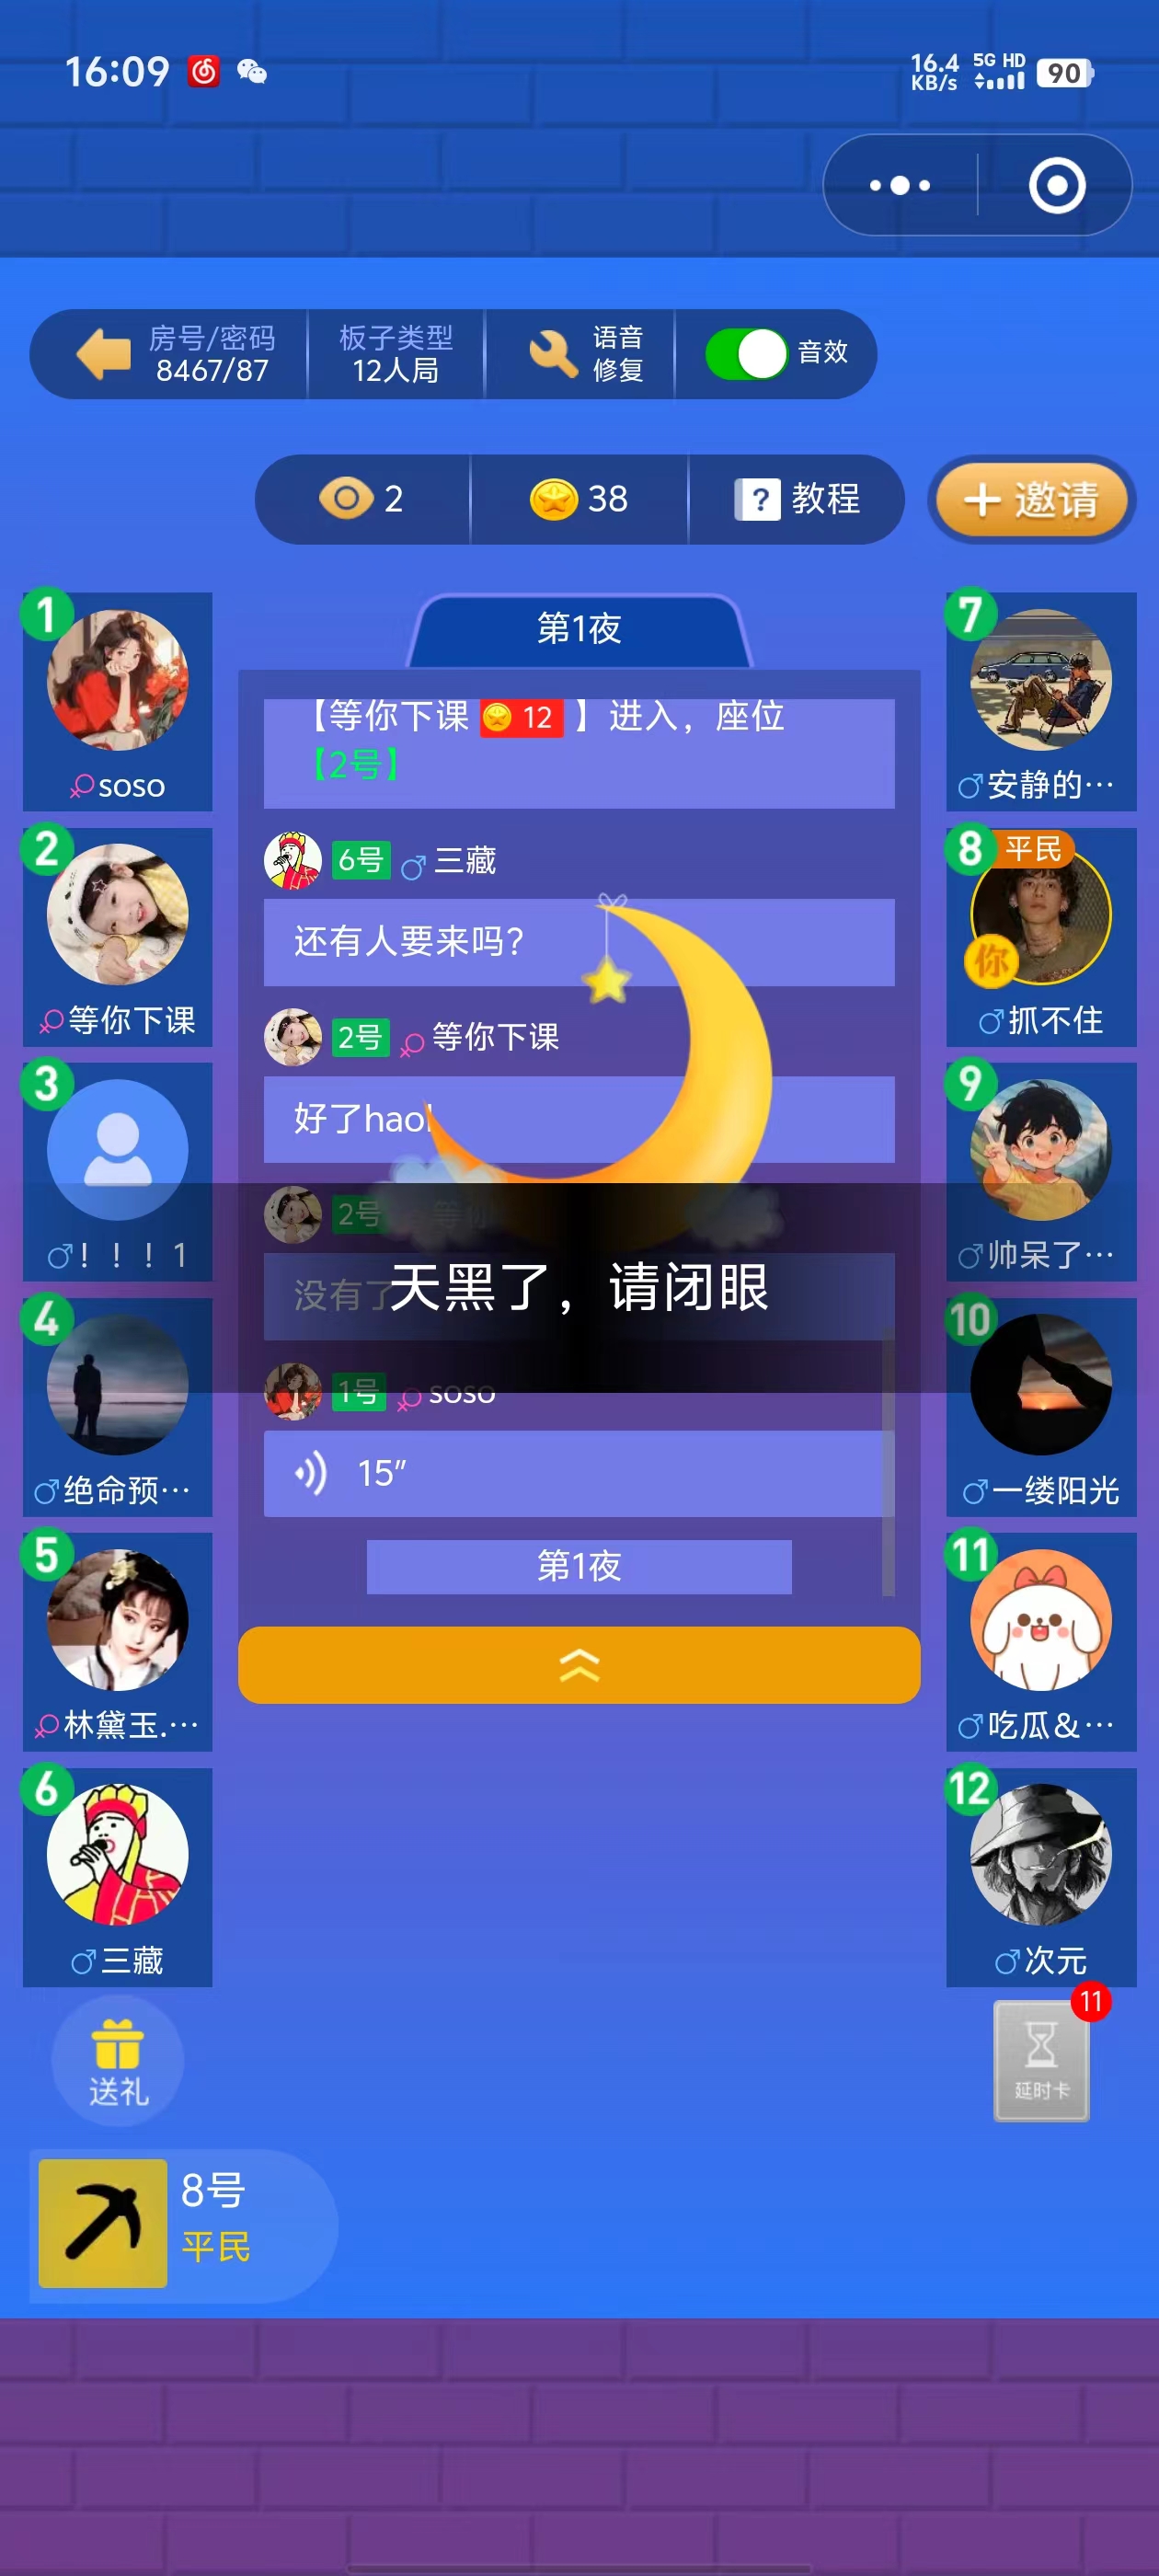 16:09
16.4
KB/s
5G HD
90
房号/密码
8467/87
板子类型
12人局
语音
修复
音效
2
38
? 教程
+ 邀请
第1夜
1
soso
2
等你下课
3
! ! ! 1
4
绝命预…
5
林黛玉.…
6
三藏
【等你下课 12 】进入，座位
【2号】
6号 三藏
还有人要来吗？
2号 等你下课
好了hao
2号
没有了
天黑了，请闭眼
1号 soso
15"
第1夜
7
安静的…
8
平民
你
抓不住
9
帅呆了…
10
一缕阳光
11
吃瓜&…
12
次元
送礼
8号
平民
延时卡
11